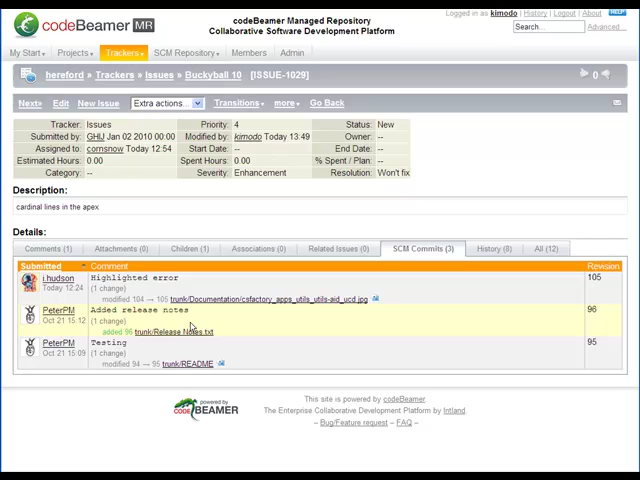 Logged in as kimodo | History | Logout | About Help
codeBeamer MR
codeBeamer Managed Repository
Collaborative Software Development Platform
Search... Advanced...
My Start Projects Trackers SCM Repository Members Admin
hereford » Trackers » Issues » Buckyball 10 [ISSUE-1029] 0
Next» Edit New Issue Extra actions... Transitions more Go Back
Tracker: Issues Priority: 4 Status: New
Submitted by: GHIJ Jan 02 2010 00:00 Modified by: kimodo Today 13:49 Owner: --
Assigned to: cornsnow Today 12:54 Start Date: -- End Date: --
Estimated Hours: 0.00 Spent Hours: 0.00 % Spent / Plan: --
Category: -- Severity: Enhancement Resolution: Won't fix
Description:
cardinal lines in the apex
Details:
Comments (1) Attachments (0) Children (1) Associations (0) Related Issues (0) SCM Commits (3) History (8) All (12)
Submitted Comment Revision
i.hudson Highlighted error 105
Today 12:24 (1 change)
modified 104 → 105 trunk/Documentation/csfactory_apps_utils_utils-aid_ucd.jpg
PeterPM Added release notes 96
Oct 21 15:12 (1 change)
added 96 trunk/Release Notes.txt
PeterPM Testing 95
Oct 21 15:09 (1 change)
modified 94 → 95 trunk/README
powered by
CODEBEAMER
This site is powered by codeBeamer
The Enterprise Collaborative Development Platform by Intland
– Bug/Feature request – FAQ –